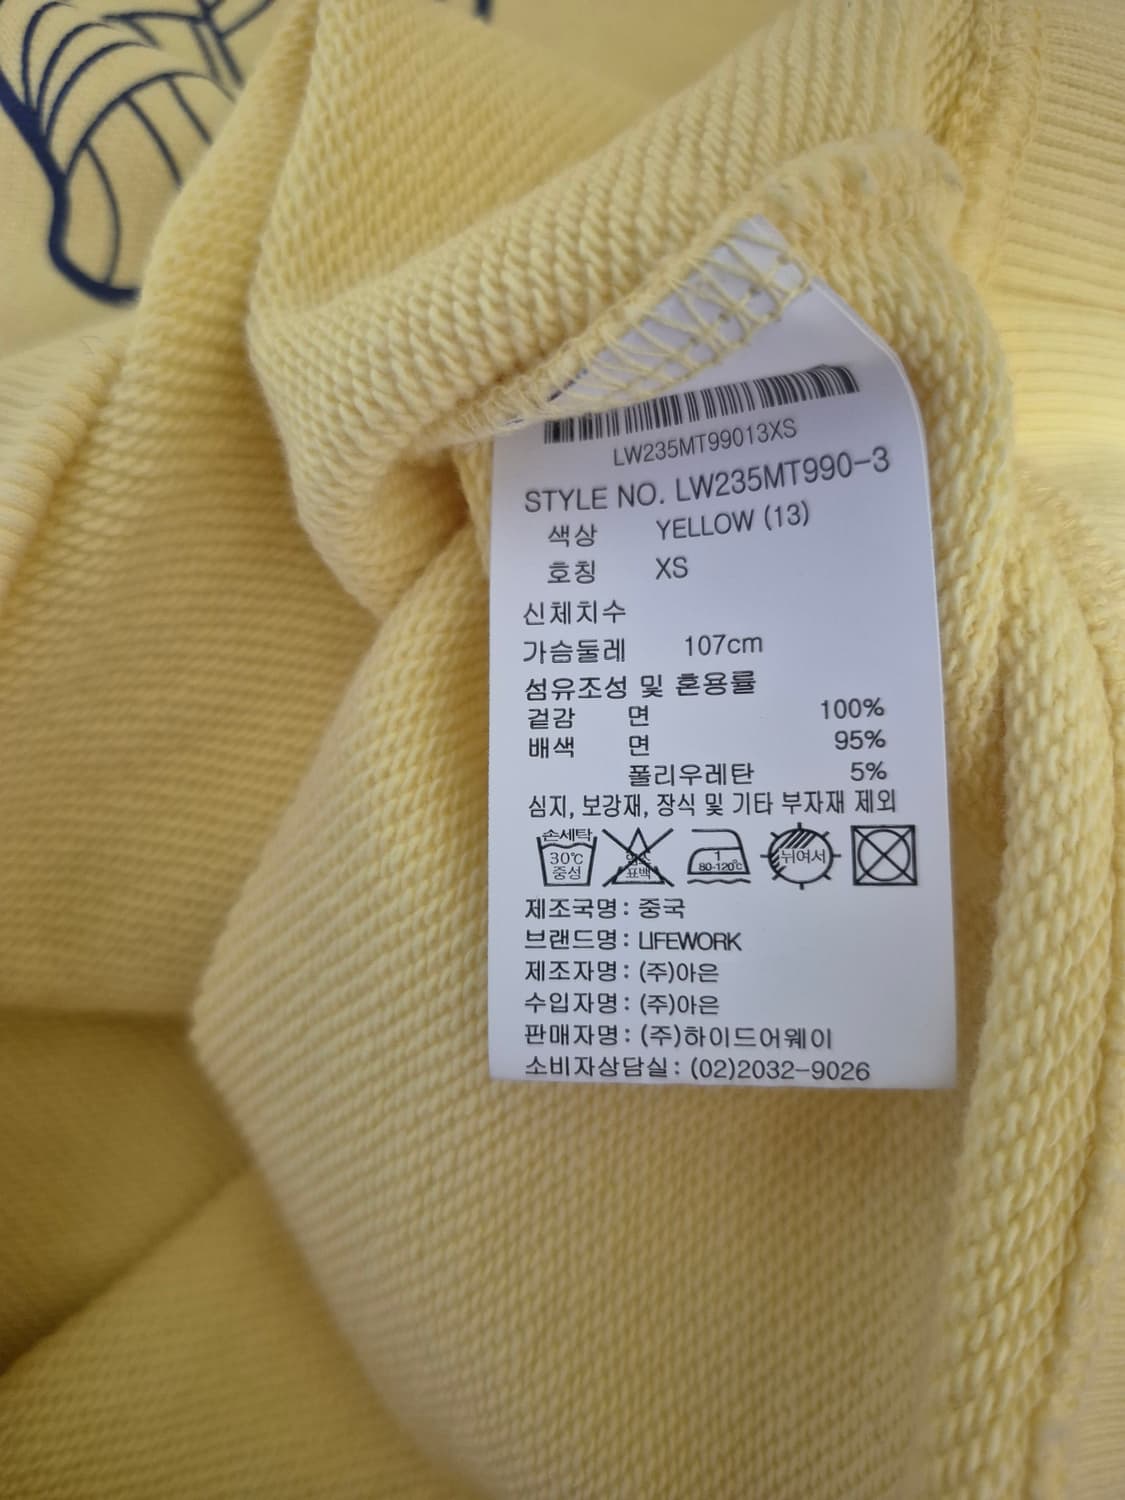 LW235MT99013XS
STYLE NO. LW235MT990-3
색상 YELLOW (13)
호칭 XS
신체치수
가슴둘레 107cm
섬유조성 및 혼용률
겉감 면 100%
배색 면 95%
폴리우레탄 5%
심지, 보강재, 장식 및 기타 부자재 제외
손세탁
30℃
중성
염소
표백
1
80-120℃
뉘여서
제조국명: 중국
브랜드명: LIFEWORK
제조자명: (주)아은
수입자명: (주)아은
판매자명: (주)하이드어웨이
소비자상담실: (02)2032-9026